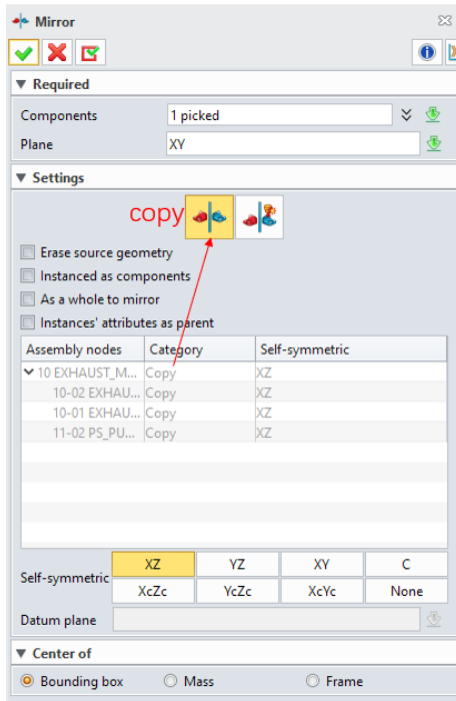 Mirror
Required
Components 1 picked
Plane XY
Settings
copy
Erase source geometry
Instanced as components
As a whole to mirror
Instances' attributes as parent
Assembly nodes Category Self-symmetric
10 EXHAUST_M... Copy XZ
10-02 EXHAU... Copy XZ
10-01 EXHAU... Copy XZ
11-02 PS_PU... Copy XZ
XZ YZ XY C
Self-symmetric
XcZc YcZc XcYc None
Datum plane
Center of
Bounding box Mass Frame